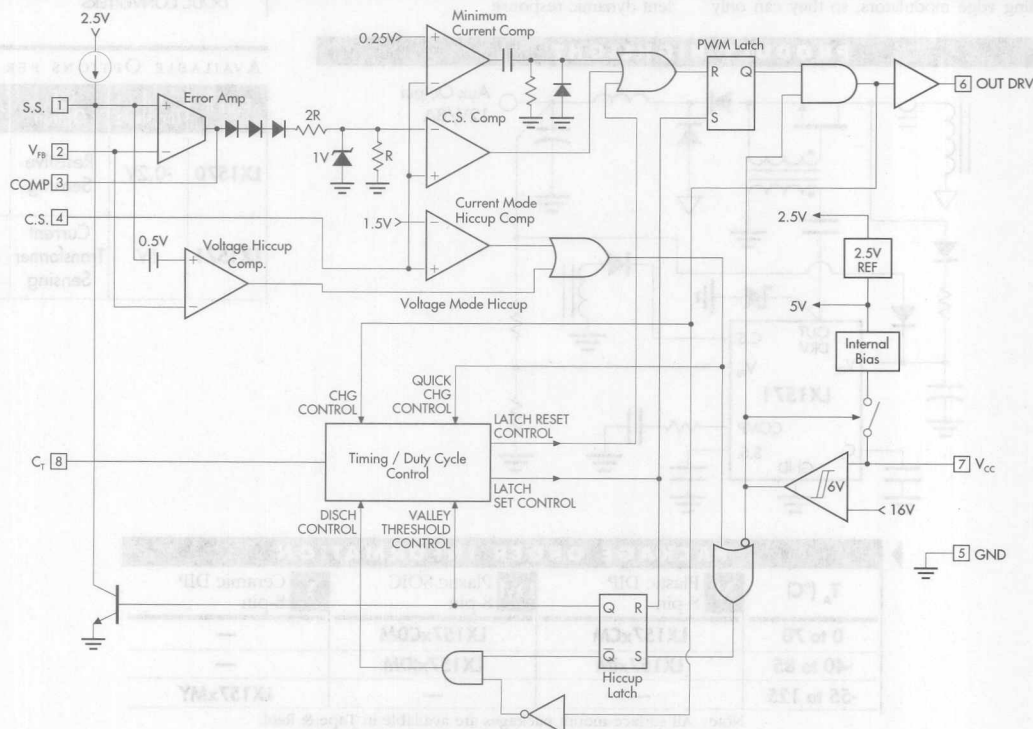 2.5V
S.S. 1
V_FB 2
COMP 3
C.S. 4
Error Amp
2R
1V
R
0.5V
Voltage Hiccup
Comp.
Minimum
Current Comp
0.25V
C.S. Comp
Current Mode
Hiccup Comp
1.5V
Voltage Mode Hiccup
PWM Latch
R Q
S
6 OUT DRV
2.5V
2.5V
REF
5V
Internal
Bias
CHG
CONTROL
QUICK
CHG
CONTROL
LATCH RESET
CONTROL
C_T 8
Timing / Duty Cycle
Control
LATCH
SET CONTROL
DISCH
CONTROL
VALLEY
THRESHOLD
CONTROL
7 V_CC
6V
16V
5 GND
Q R
Q̅ S
Hiccup
Latch